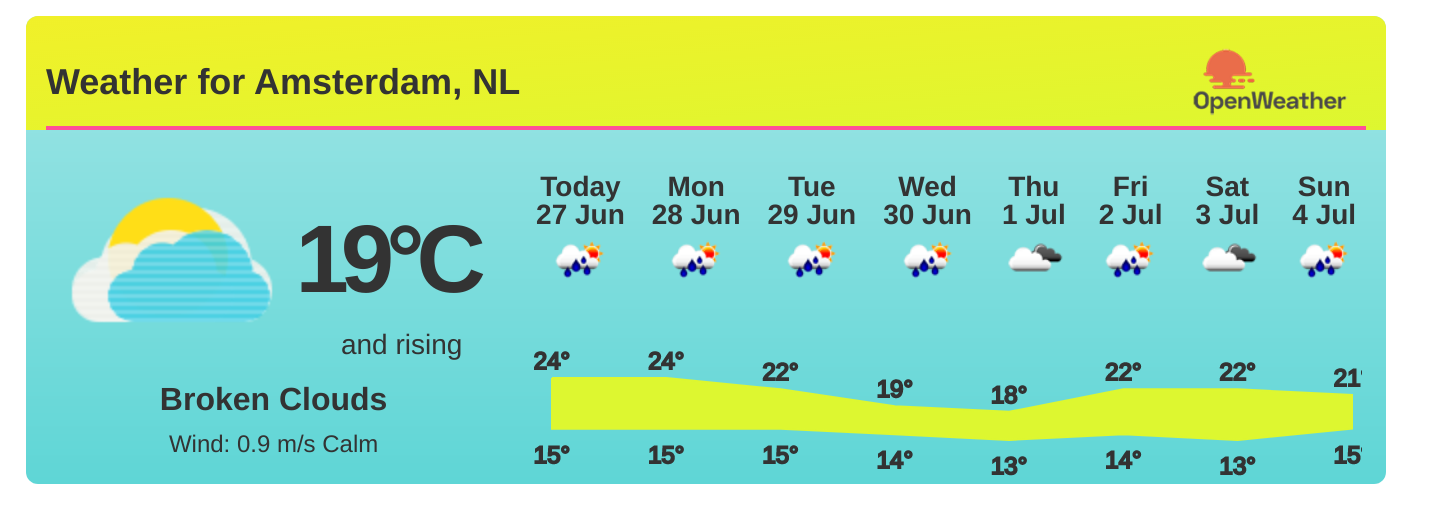 Weather for Amsterdam, NL
OpenWeather
Today Mon Tue Wed Thu Fri Sat Sun
27 Jun 28 Jun 29 Jun 30 Jun 1 Jul 2 Jul 3 Jul 4 Jul
19°C
and rising
Broken Clouds
Wind: 0.9 m/s Calm
24° 24° 22° 19° 18° 22° 22° 21°
15° 15° 15° 14° 13° 14° 13° 15°